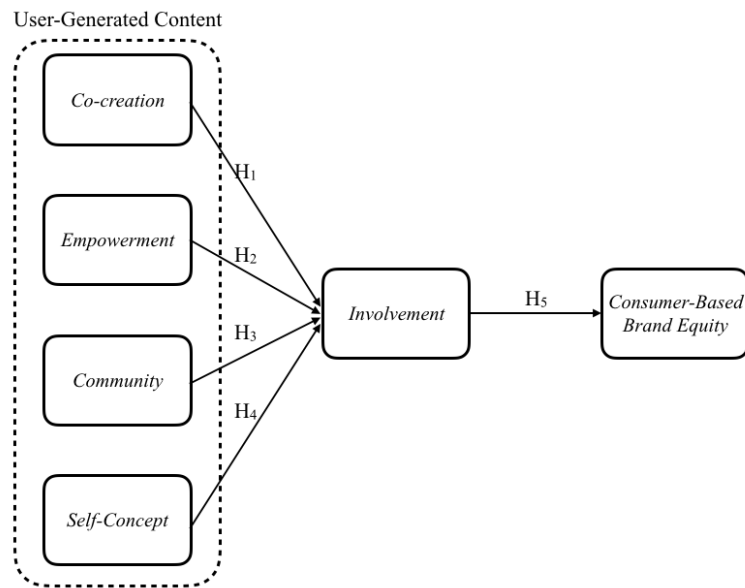 User-Generated Content
Co-creation
H₁
Empowerment
H₂
Involvement
H₅
Consumer-Based
Brand Equity
H₃
Community
H₄
Self-Concept